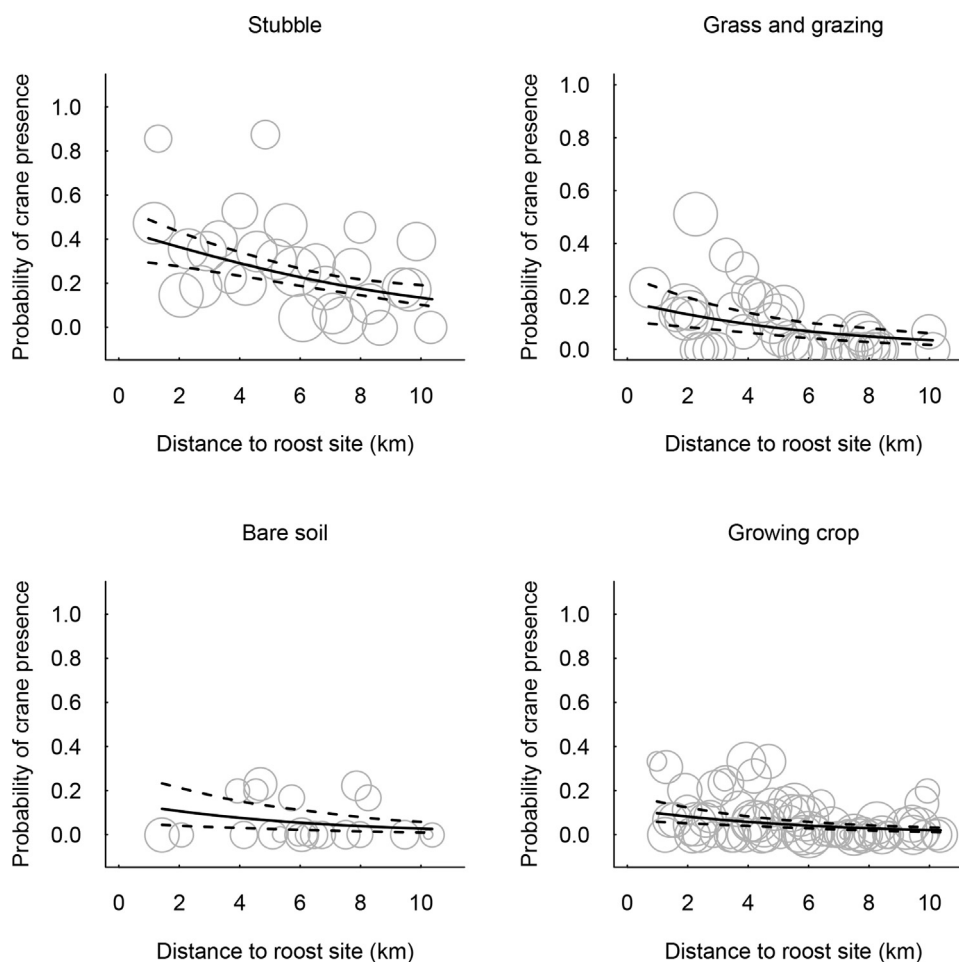 Stubble
Probability of crane presence
1.0
0.8
0.6
0.4
0.2
0.0
0 2 4 6 8 10
Distance to roost site (km)
Grass and grazing
Probability of crane presence
1.0
0.8
0.6
0.4
0.2
0.0
0 2 4 6 8 10
Distance to roost site (km)
Bare soil
Probability of crane presence
1.0
0.8
0.6
0.4
0.2
0.0
0 2 4 6 8 10
Distance to roost site (km)
Growing crop
Probability of crane presence
1.0
0.8
0.6
0.4
0.2
0.0
0 2 4 6 8 10
Distance to roost site (km)